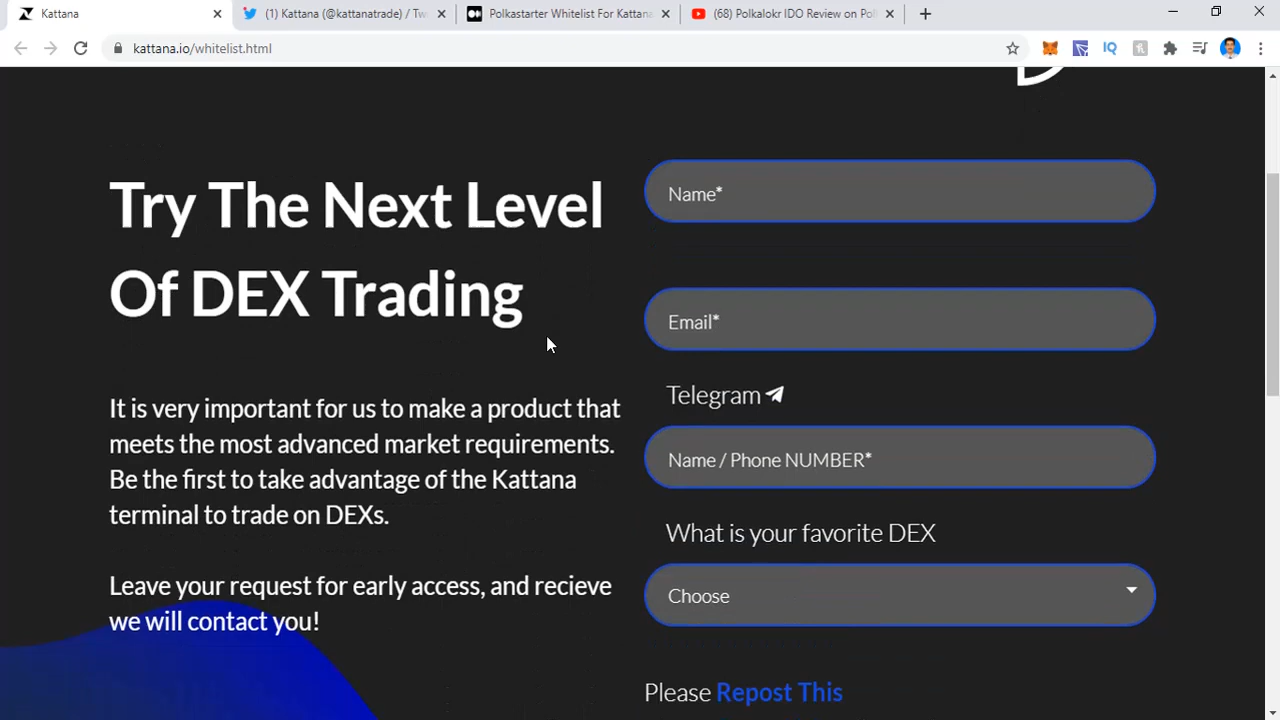 Kattana
(1) Kattana (@kattanatrade) / Tw
Polkastarter Whitelist For Kattana
(68) Polkalokr IDO Review on Pol
kattana.io/whitelist.html
IQ
Try The Next Level
Of DEX Trading
It is very important for us to make a product that
meets the most advanced market requirements.
Be the first to take advantage of the Kattana
terminal to trade on DEXs.
Leave your request for early access, and recieve
we will contact you!
Name*
Email*
Telegram
Name / Phone NUMBER*
What is your favorite DEX
Choose
Please Repost This